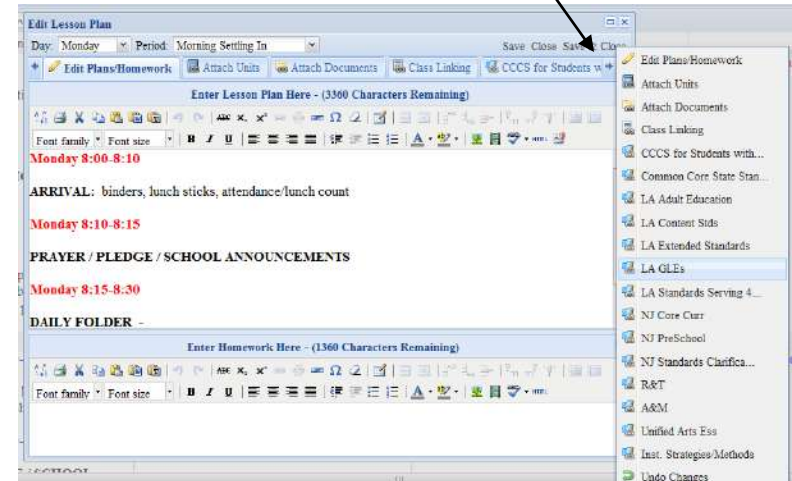 Edit Lesson Plan
Day: Monday Period: Morning Settling In Save Close Save
Edit Plans/Homework Attach Units Attach Documents Class Linking CCCS for Students w
Enter Lesson Plan Here - (3360 Characters Remaining)
Font family Font size B I U
Monday 8:00-8:10
ARRIVAL: binders, lunch sticks, attendance/lunch count
Monday 8:10-8:15
PRAYER / PLEDGE / SCHOOL ANNOUNCEMENTS
Monday 8:15-8:30
DAILY FOLDER -
Enter Homework Here - (1360 Characters Remaining)
Font family Font size B I U
Edit Plans/Homework
Attach Units
Attach Documents
Class Linking
CCCS for Students with...
Common Core State Stan...
LA Adult Education
LA Content Stds
LA Extended Standards
LA GLEs
LA Standards Serving 4...
NJ Core Curr
NJ PreSchool
NJ Standards Clarifica...
R&T
A&M
Unified Arts Ess
Inst. Strategies/Methods
Undo Changes